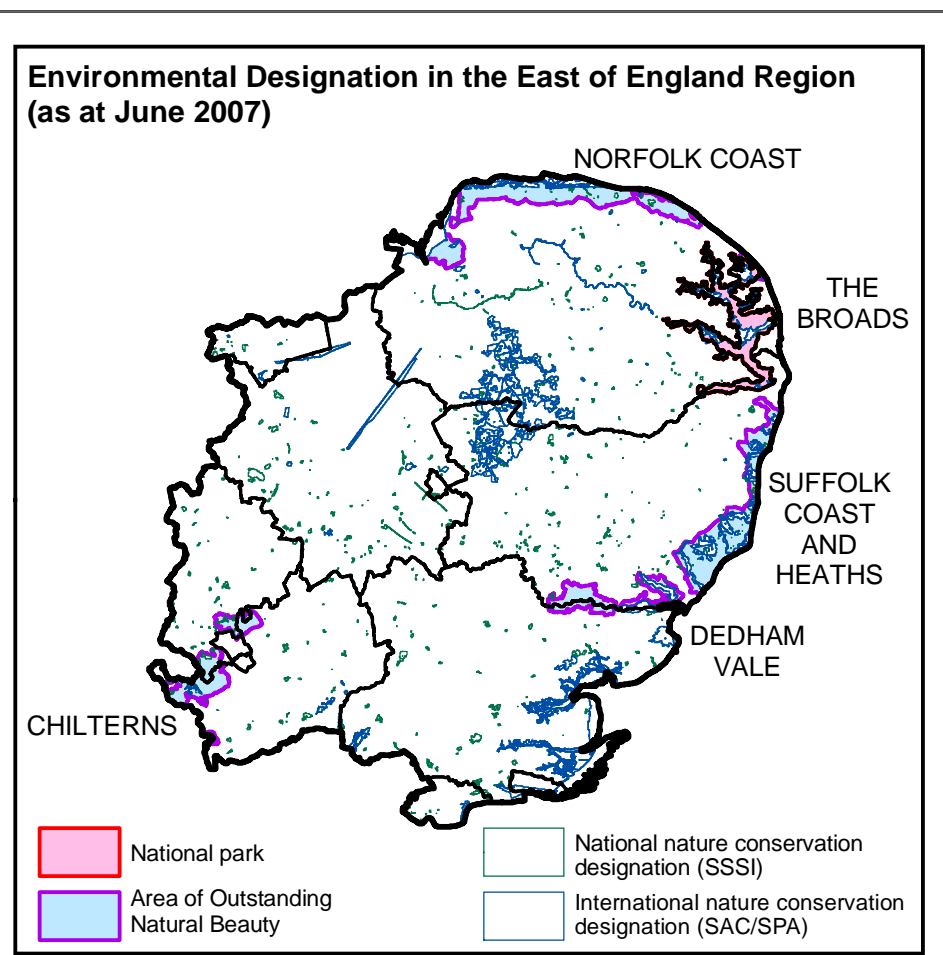 Environmental Designation in the East of England Region
(as at June 2007)
NORFOLK COAST
THE
BROADS
SUFFOLK
COAST
AND
HEATHS
DEDHAM
VALE
CHILTERNS
National park
Area of Outstanding
Natural Beauty
National nature conservation
designation (SSSI)
International nature conservation
designation (SAC/SPA)